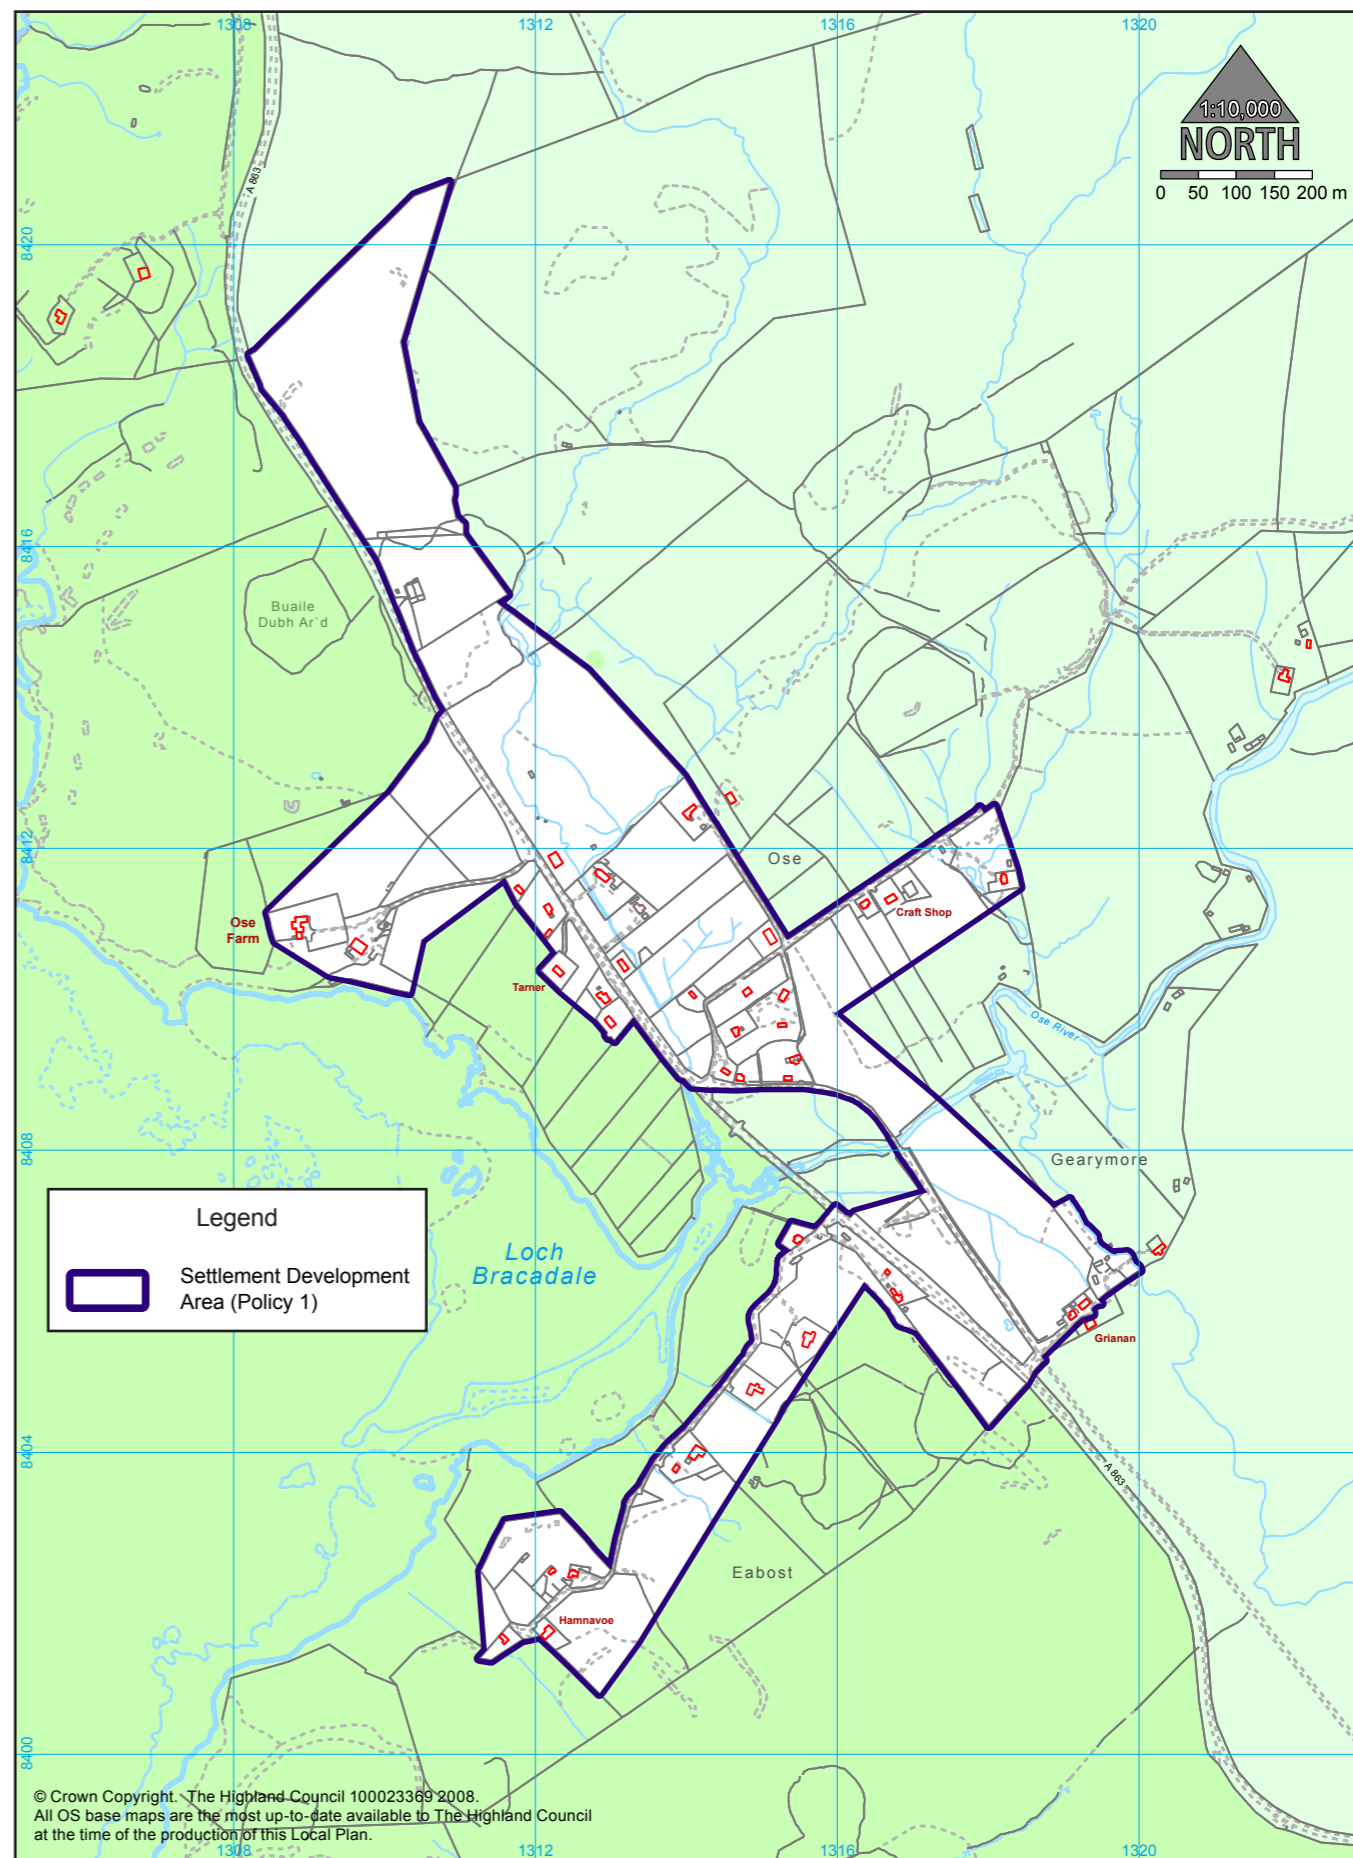 1308
1312
1316
1320
1:10,000
NORTH
0 50 100 150 200 m
A 863
8420
8416
Buaile
Dubh Ar`d
8412
Ose
Craft Shop
Ose
Farm
Tarner
Ose River
8408
Gearymore
Legend
Settlement Development
Area (Policy 1)
Loch
Bracadale
Grianan
8404
A 863
Eabost
Hamnavoe
8400
© Crown Copyright. The Highland Council 100023369 2008.
All OS base maps are the most up-to-date available to The Highland Council
at the time of the production of this Local Plan.
1308
1312
1316
1320